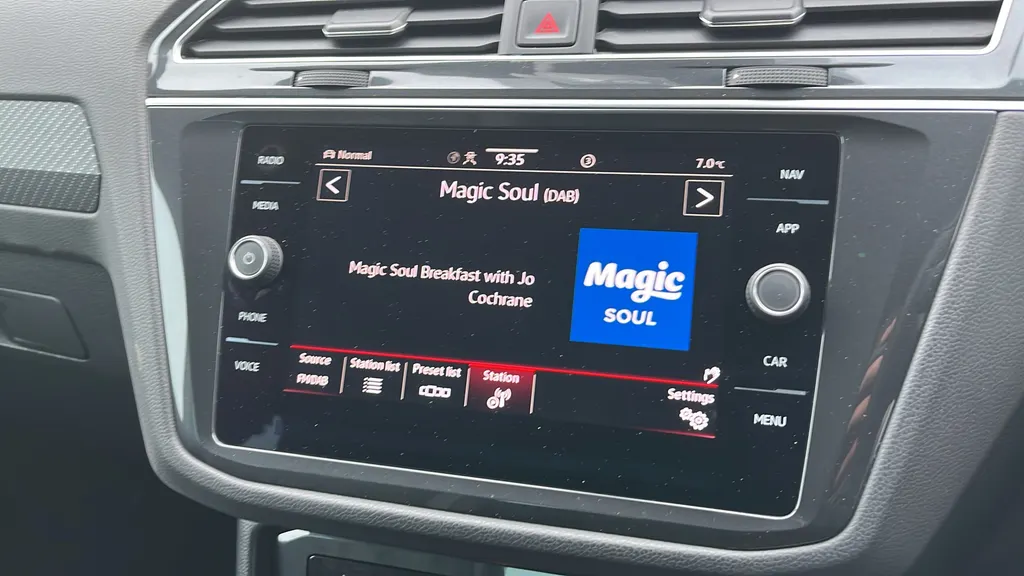 RADIO
MEDIA
PHONE
VOICE
Normal
9:35
3
7.0°C
Magic Soul (DAB)
Magic Soul Breakfast with Jo
Cochrane
Magic
SOUL
Source
FM/DAB
Station list
Preset list
Station
Settings
NAV
APP
CAR
MENU